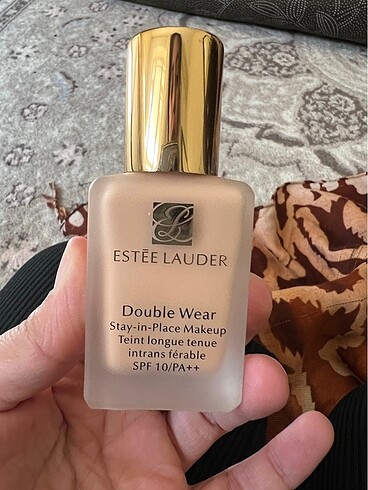 ESTĒE LAUDER
Double Wear
Stay-in-Place Makeup
Teint longue tenue
intrans férable
SPF 10/PA++